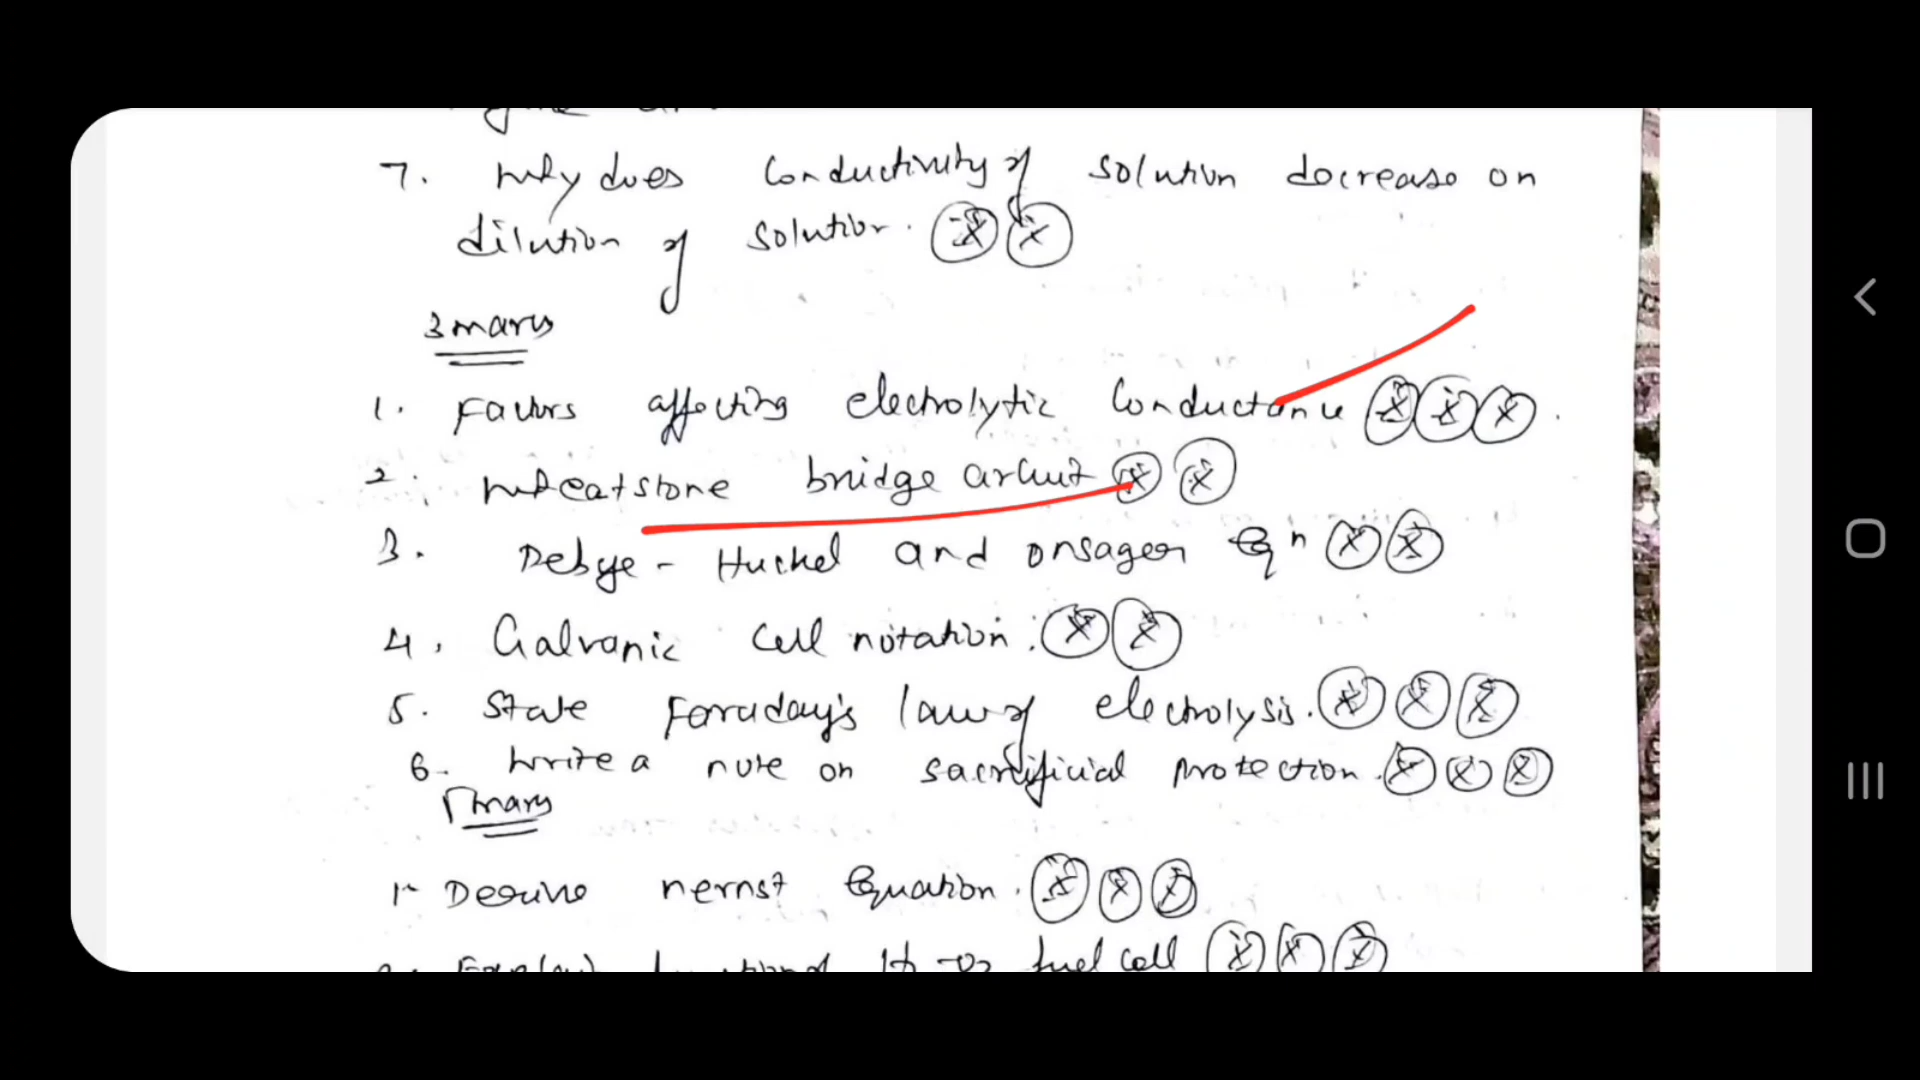 7. Why does conductivity of solution decrease on
dilution of solution.
3 marks
1. Factors affecting electrolytic conductance
2. Wheatstone bridge circuit
3. Debye - Huckel and onsager Eqn
4. Galvanic cell notation.
5. State Faraday's law of electrolysis.
6. Write a note on sacrificial protection.
5 marks
1. Derive nernst Equation.
H2-O2 fuel cell